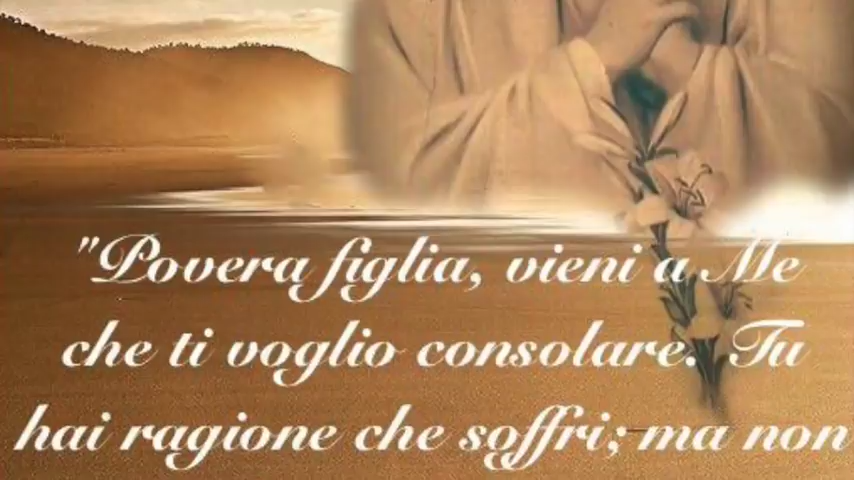 "Povera figlia, vieni a Me
che ti voglio consolare. Tu
hai ragione che soffri; ma non